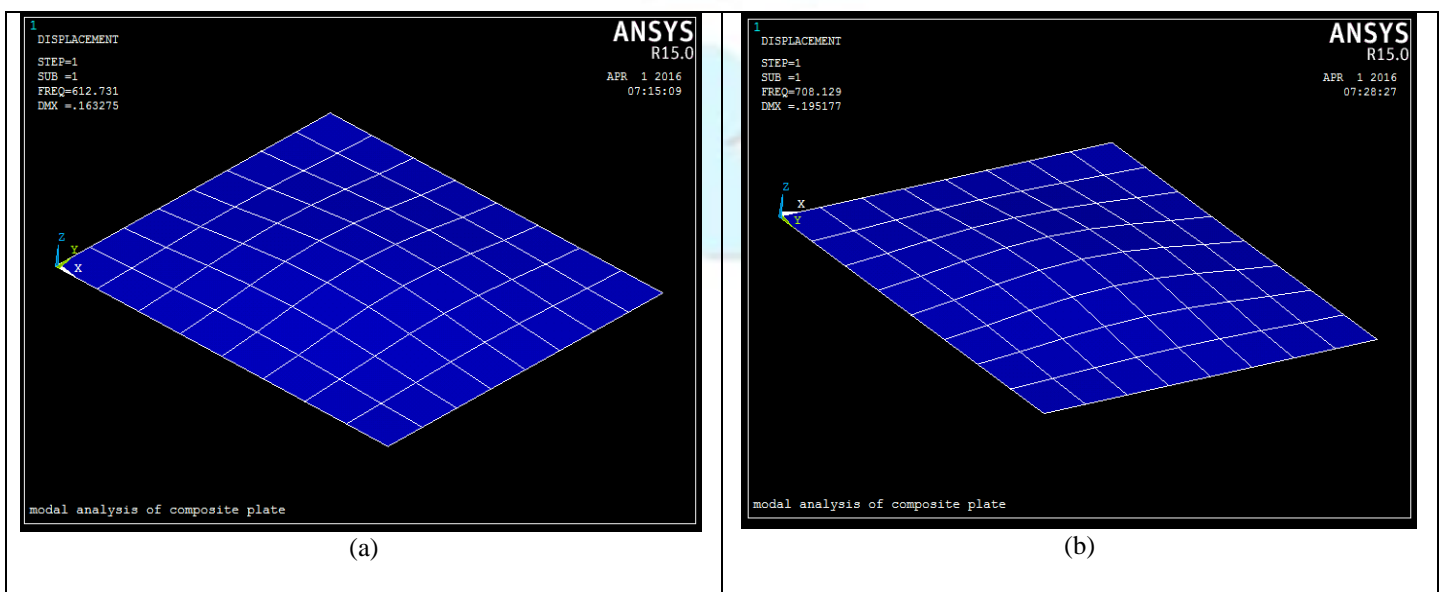 1
DISPLACEMENT
STEP=1
SUB =1
FREQ=612.731
DMX =.163275
ANSYS
R15.0
APR 1 2016
07:15:09
Z
Y
X
modal analysis of composite plate
(a)
1
DISPLACEMENT
STEP=1
SUB =1
FREQ=708.129
DMX =.195177
ANSYS
R15.0
APR 1 2016
07:28:27
Z
X
Y
modal analysis of composite plate
(b)